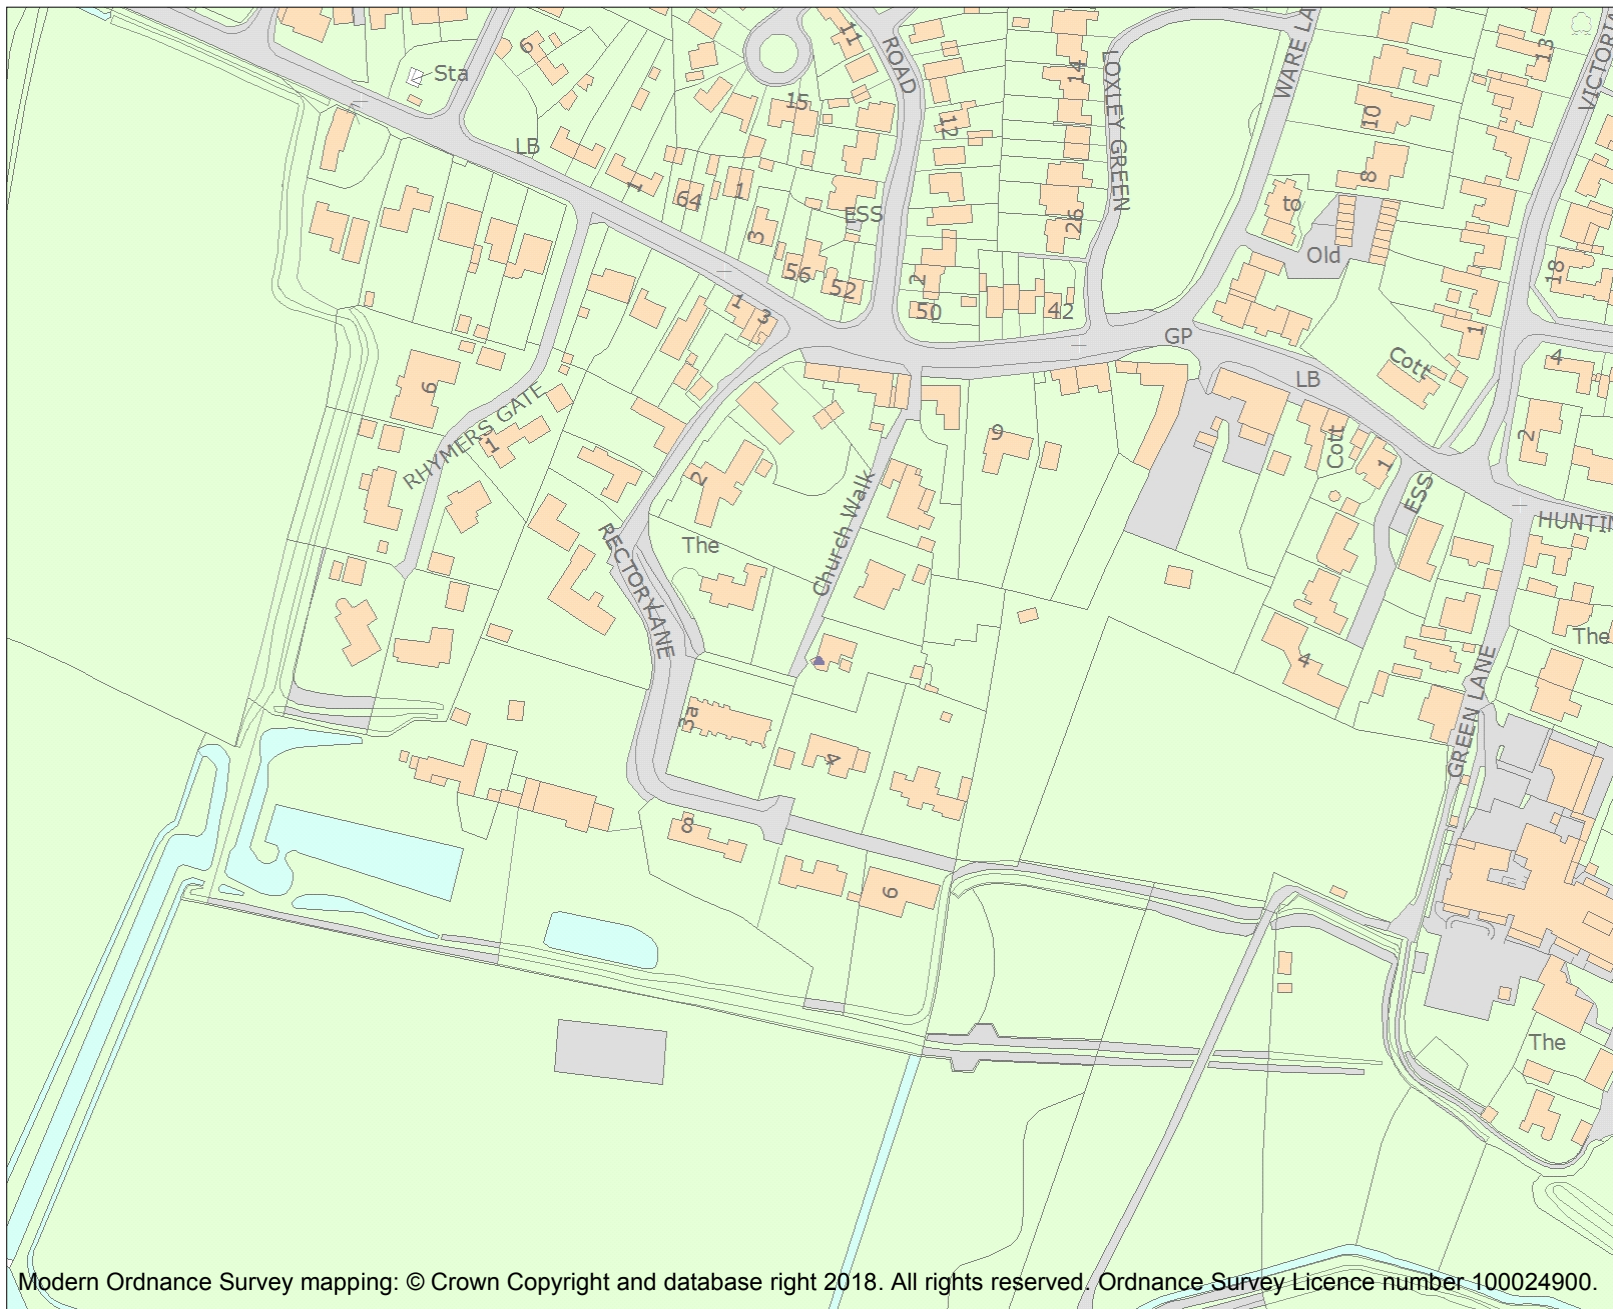 11
ROAD
6
Sta
15
14
LOXLEY GREEN
WARE LA
13
VICTORIA
LB
12
10
1
64
1
8
ESS
26
to
3
56
52
2
50
42
Old
18
1
3
GP
1
4
Cott
LB
6
RHYMERS GATE
1
9
2
Cott
1
2
ESS
HUNTIN
Church Walk
The
RECTORY LANE
The
4
GREEN LANE
3a
4
8
6
The
Modern Ordnance Survey mapping: © Crown Copyright and database right 2018. All rights reserved. Ordnance Survey Licence number 100024900.